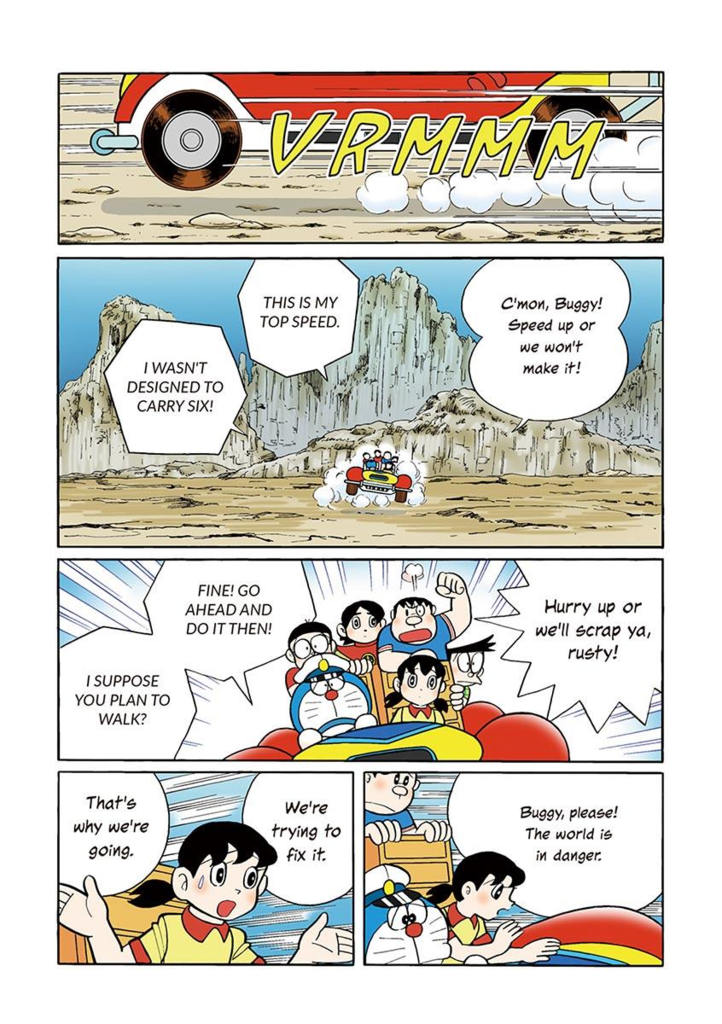 VRMMM
C'mon, Buggy!
Speed up or
we won't
make it!
THIS IS MY
TOP SPEED.
I WASN'T
DESIGNED TO
CARRY SIX!
Hurry up or
we'll scrap ya,
rusty!
FINE! GO
AHEAD AND
DO IT THEN!
I SUPPOSE
YOU PLAN TO
WALK?
That's
why we're
going.
We're
trying to
fix it.
Buggy, please!
The world is
in danger.